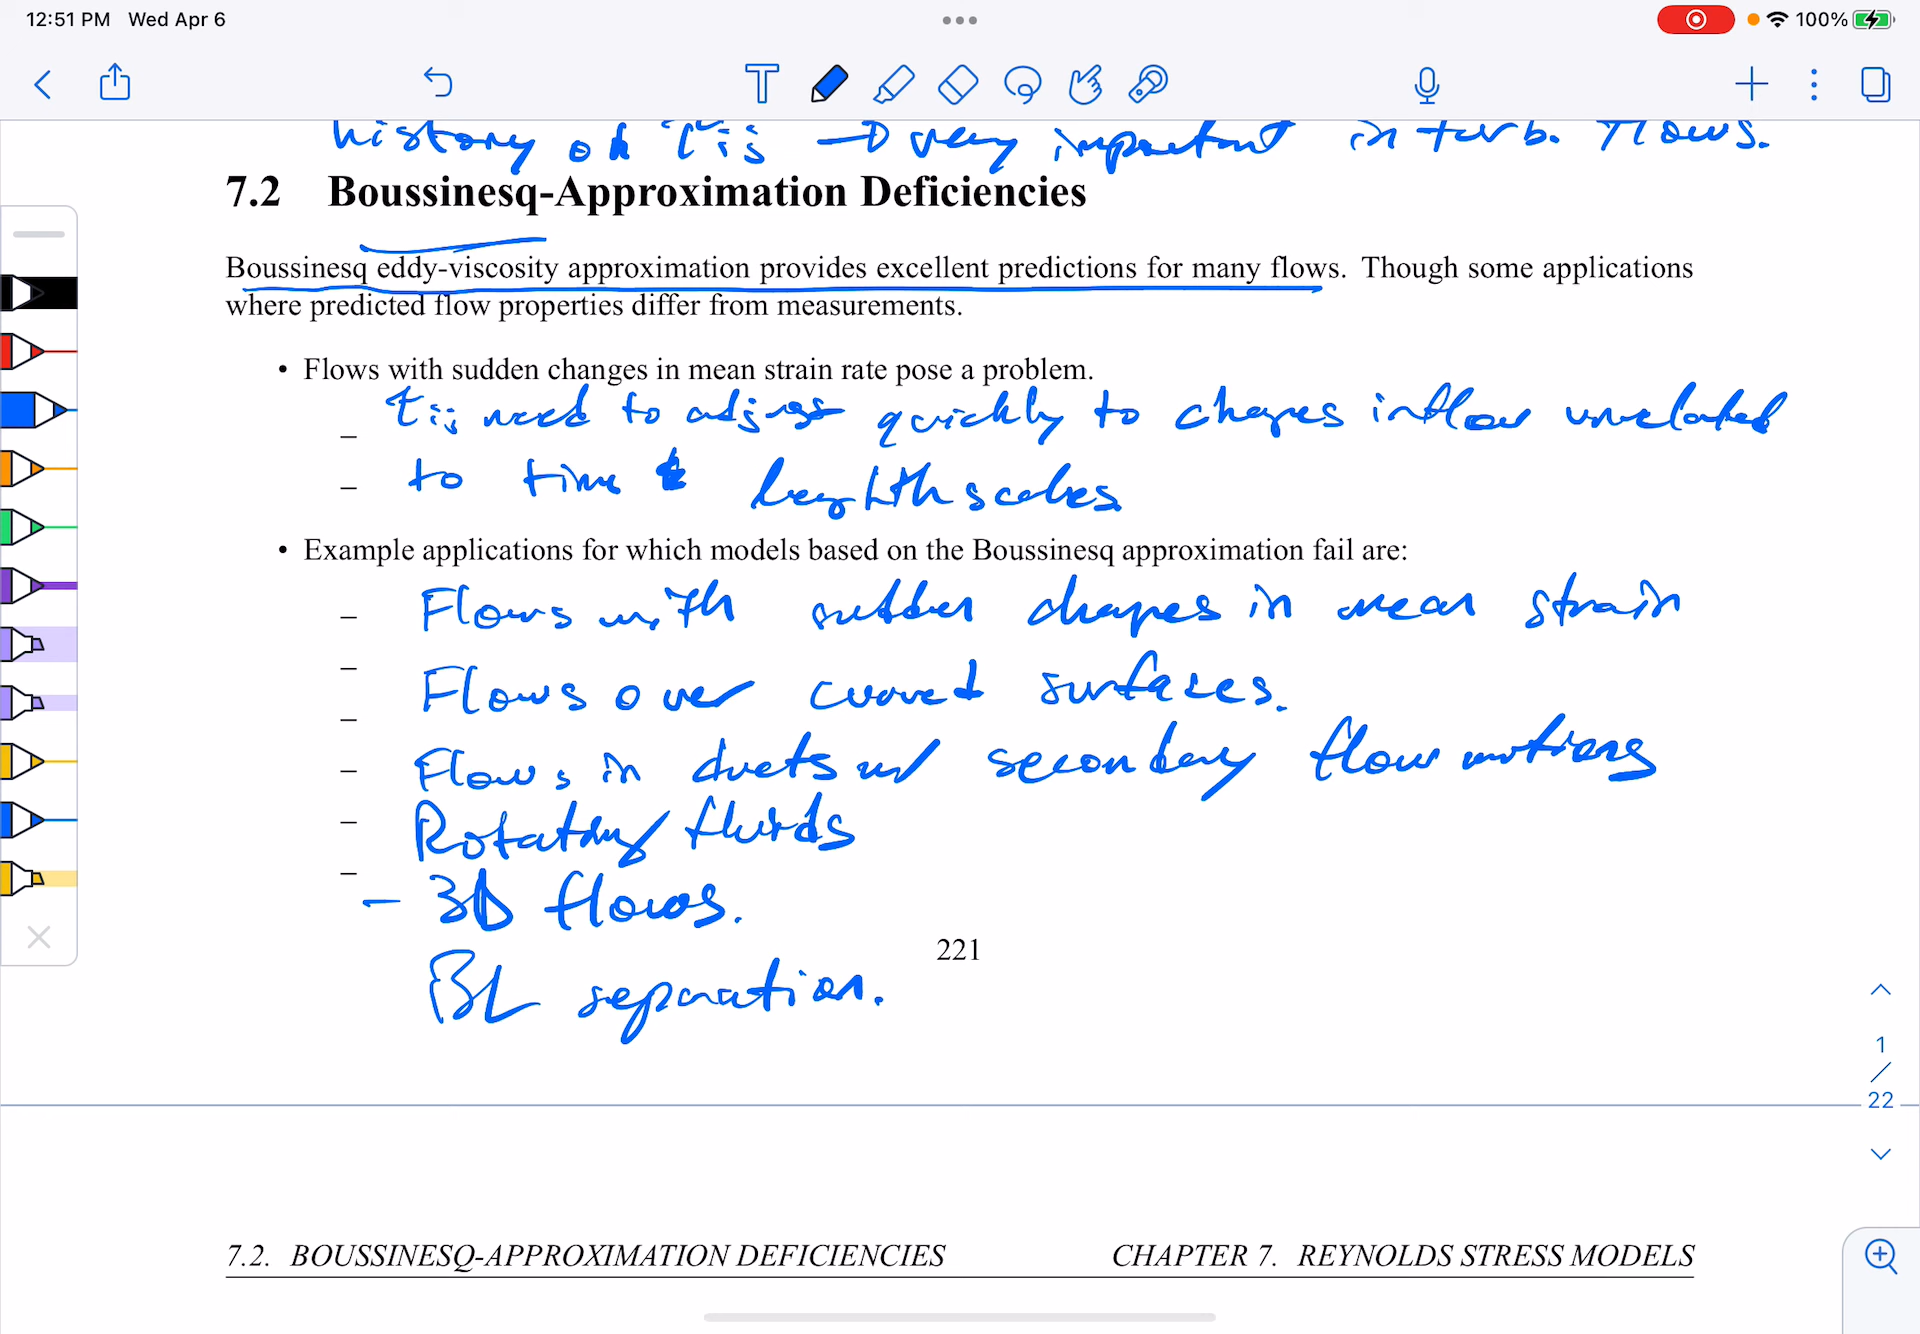 12:51 PM Wed Apr 6
100%
history of τij → very important in turb. flows.
7.2 Boussinesq-Approximation Deficiencies
Boussinesq eddy-viscosity approximation provides excellent predictions for many flows. Though some applications
where predicted flow properties differ from measurements.
• Flows with sudden changes in mean strain rate pose a problem.
– τij need to adjust quickly to changes in flow unrelated
– to time & lengthscales
• Example applications for which models based on the Boussinesq approximation fail are:
– Flows with sudden changes in mean strain
– Flows over curved surfaces.
– Flows in ducts w/ secondary flow motions
– Rotating fluids
– 3D flows.
221
BL separation.
1
/
22
7.2. BOUSSINESQ-APPROXIMATION DEFICIENCIES CHAPTER 7. REYNOLDS STRESS MODELS